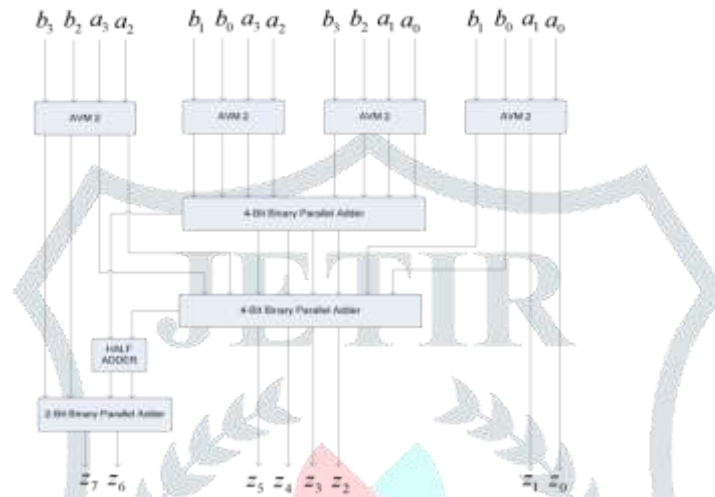 b₃ b₂ a₃ a₂ b₁ b₀ a₃ a₂ b₃ b₂ a₁ a₀ b₁ b₀ a₁ a₀
AVM 2 AVM 2 AVM 2 AVM 2
4-Bit Binary Parallel Adder
JETIR
4-Bit Binary Parallel Adder
HALF
ADDER
2-Bit Binary Parallel Adder
z₇ z₆ z₅ z₄ z₃ z₂ z₁ z₀